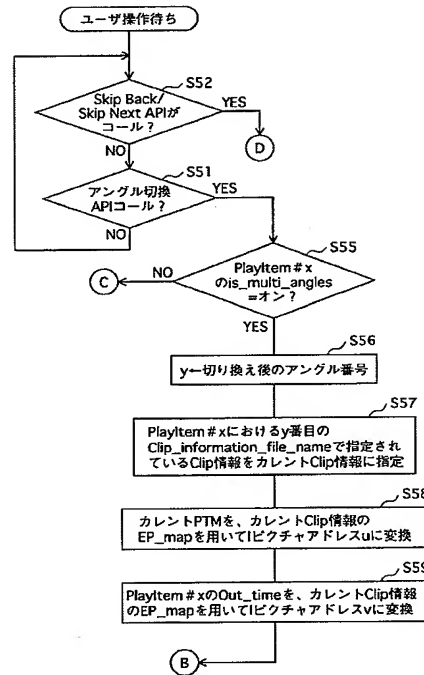 ユーザ操作待ち
S52
Skip Back/
Skip Next APIが
コール？
YES
D
NO
S51
アングル切換
APIコール？
YES
NO
S55
PlayItem＃x
のis_multi_angles
=オン？
NO
C
YES
S56
y←切り換え後のアングル番号
S57
PlayItem＃xにおけるy番目の
Clip_information_file_nameで指定され
ているClip情報をカレントClip情報に指定
S58
カレントPTMを、カレントClip情報の
EP_mapを用いてIピクチャアドレスuに変換
S59
PlayItem＃xのOut_timeを、カレントClip情報
のEP_mapを用いてIピクチャアドレスvに変換
B